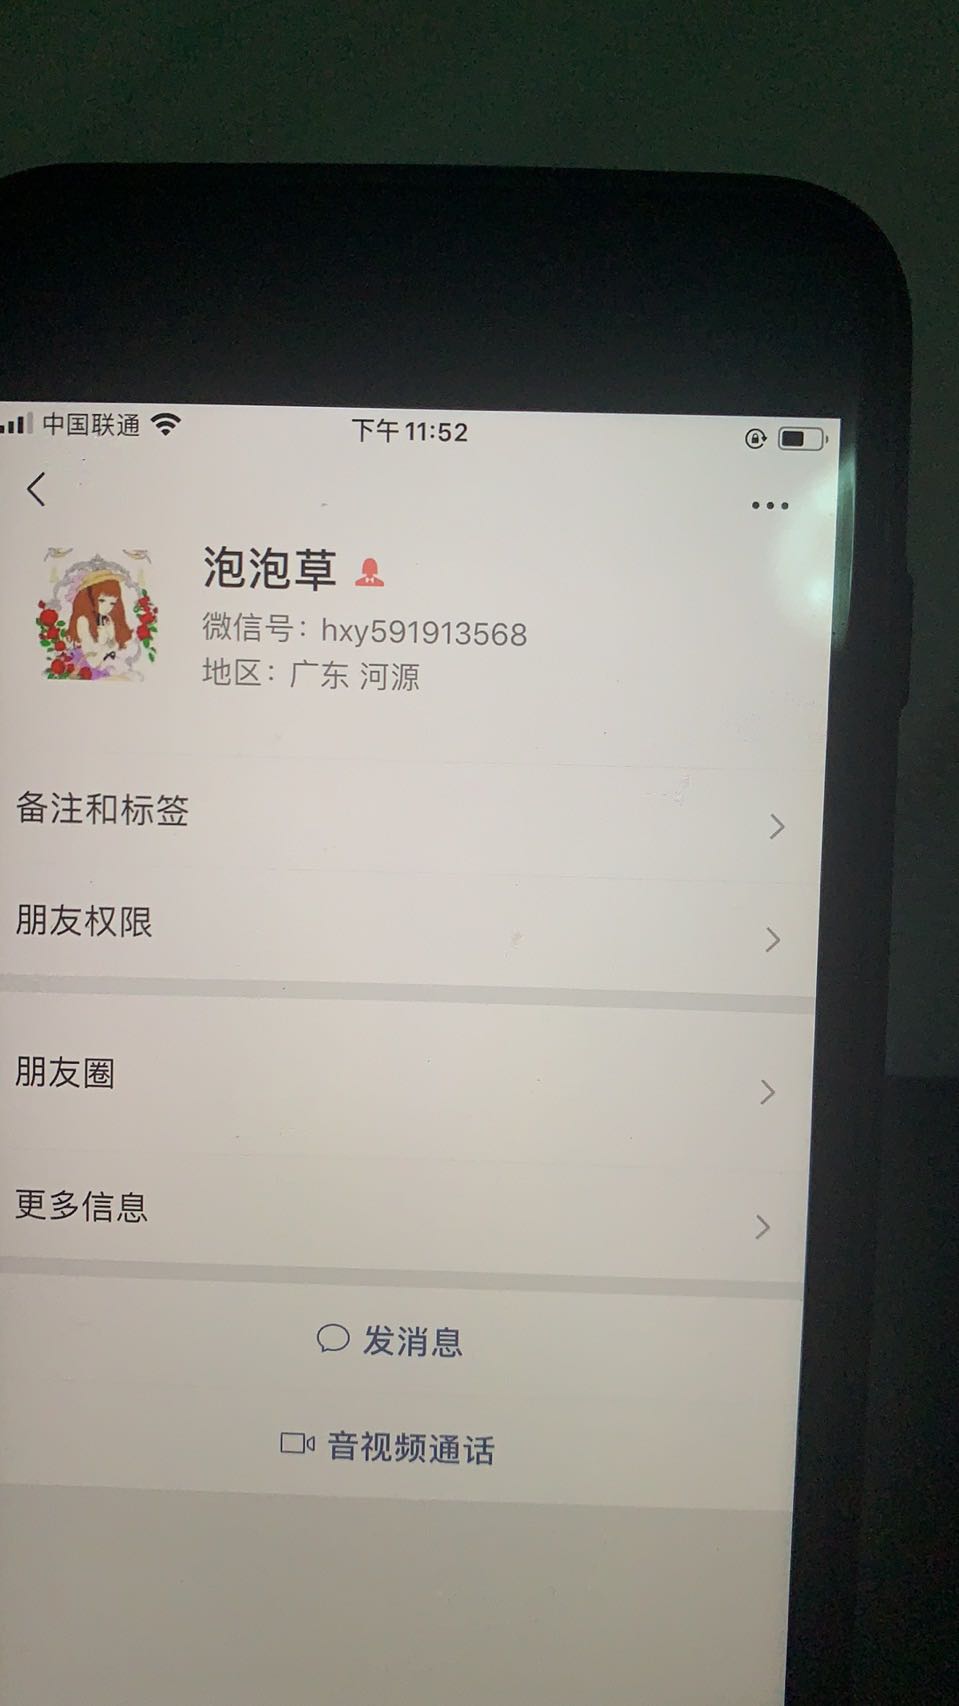 中国联通 下午11:52
泡泡草
微信号：hxy591913568
地区：广东 河源
备注和标签
朋友权限
朋友圈
更多信息
发消息
音视频通话